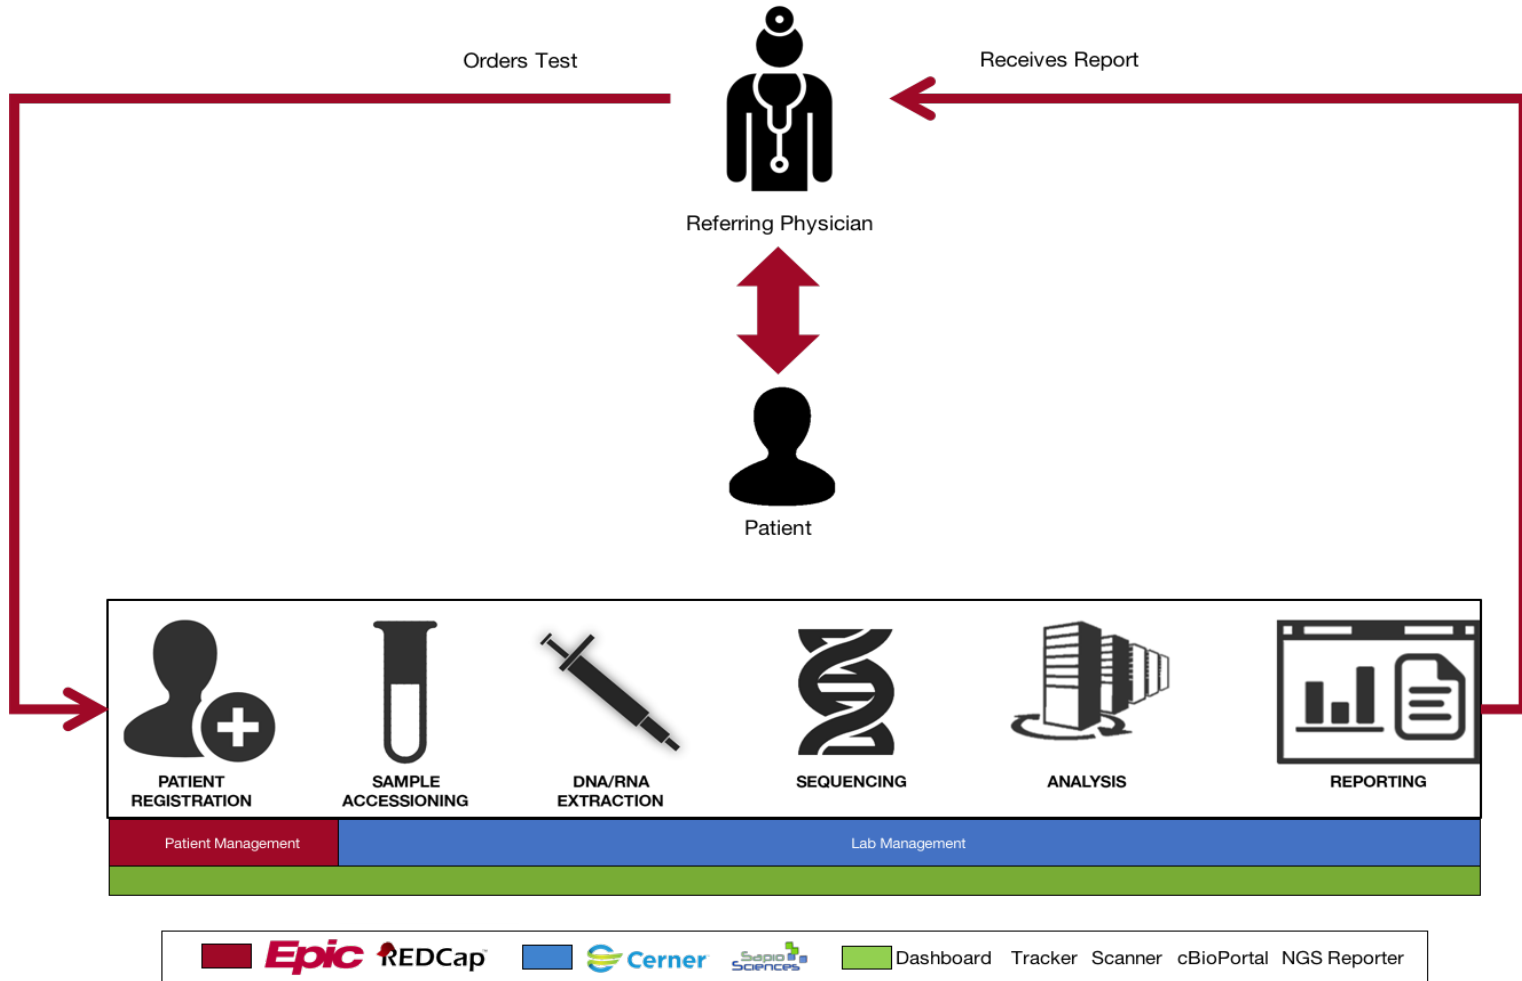 Orders Test
Receives Report
Referring Physician
Patient
PATIENT
REGISTRATION
SAMPLE
ACCESSIONING
DNA/RNA
EXTRACTION
SEQUENCING
ANALYSIS
REPORTING
Patient Management
Lab Management
Epic
REDCap
Cerner
Sapio
Sciences
Dashboard Tracker Scanner cBioPortal NGS Reporter